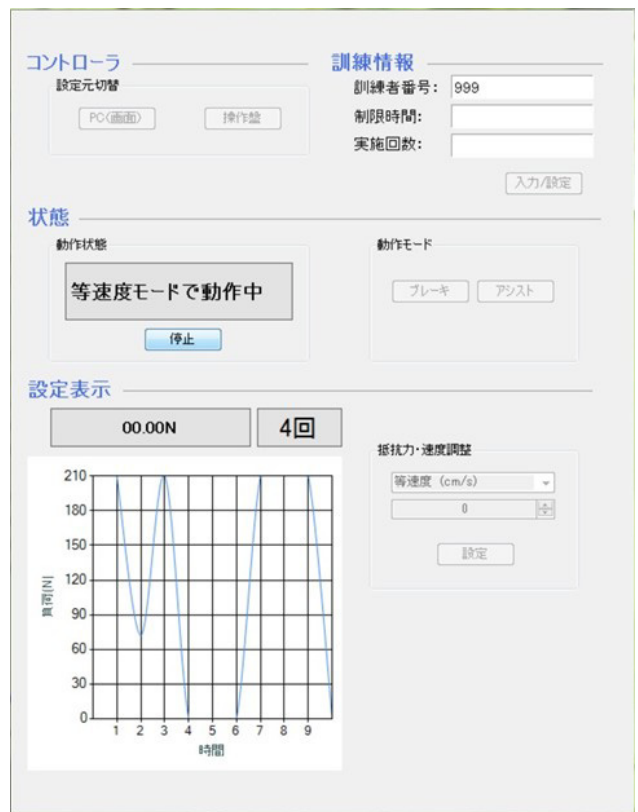 コントローラ
設定元切替
PC(画面)
操作盤
訓練情報
訓練者番号: 999
制限時間:
実施回数:
入力/設定
状態
動作状態
等速度モードで動作中
停止
動作モード
ブレーキ
アシスト
設定表示
00.00N
4回
抵抗力・速度調整
等速度 (cm/s)
0
設定
負荷[N]
210
180
150
120
90
60
30
0
1 2 3 4 5 6 7 8 9
時間